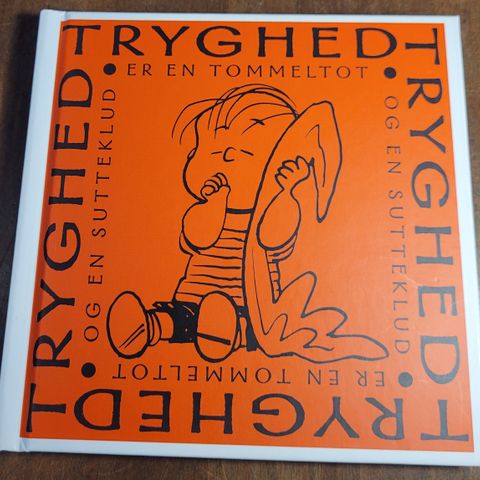 TRYGHED
ER EN TOMMELTOT
TRYGHED
OG EN SUTTEKLUD
TRYGHED
ER EN TOMMELTOT
TRYGHED
OG EN SUTTEKLUD